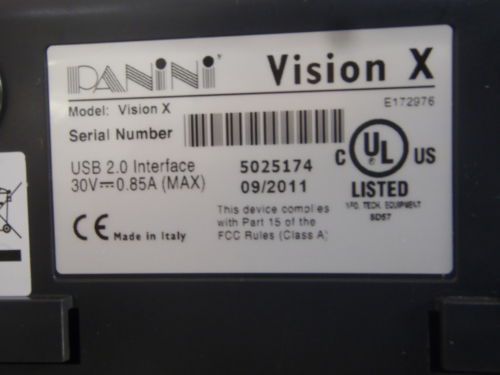 PANINI Vision X
Model: Vision X
E172976
Serial Number
USB 2.0 Interface 5025174
30V⎓0.85A (MAX) 09/2011
C UL US
LISTED
I.T.E. TECH. EQUIPMENT
5D57
This device complies
with Part 15 of the
FCC Rules (Class A)
CE Made in Italy